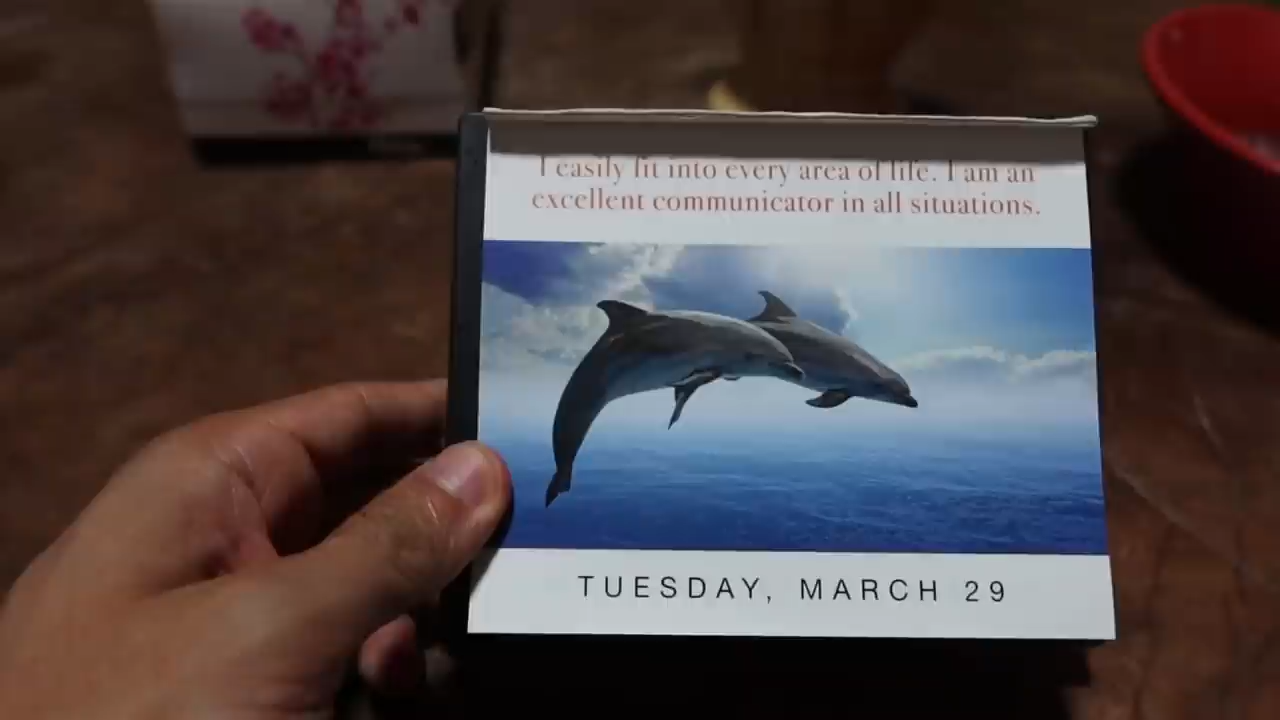 I easily fit into every area of life. I am an
excellent communicator in all situations.
TUESDAY, MARCH 29